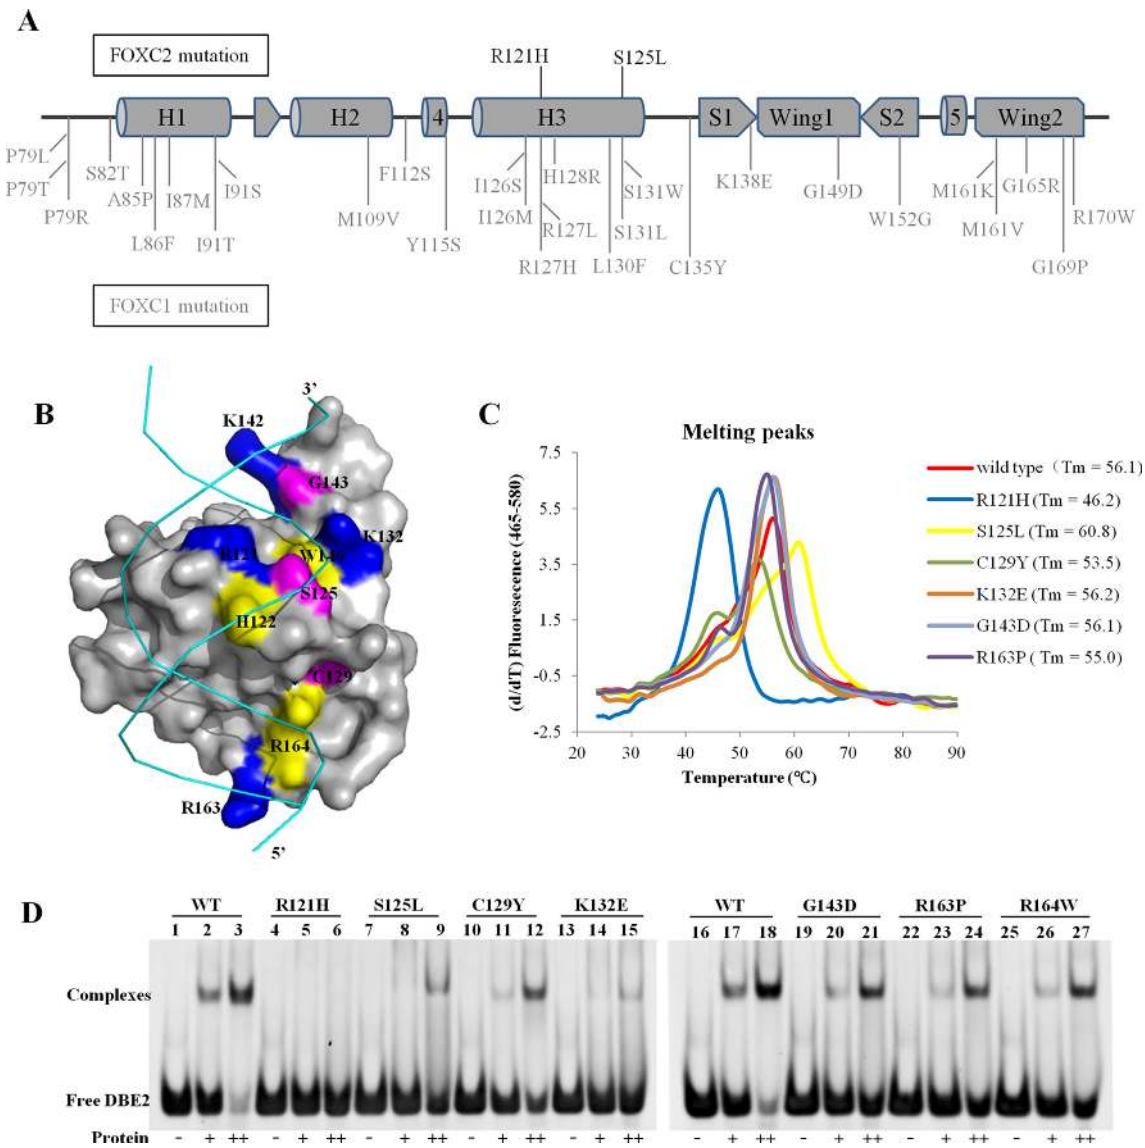 A
FOXC2 mutation
R121H
S125L
H1
H2
4
H3
S1
Wing1
S2
5
Wing2
P79L
P79T
P79R
S82T
A85P
L86F
I87M
I91T
I91S
M109V
F112S
Y115S
I126S
I126M
H128R
R127L
R127H
S131W
S131L
L130F
C135Y
K138E
G149D
W152G
M161K
M161V
G165R
R170W
G169P
FOXC1 mutation
B
3'
K142
G143
K132
R121
W146
S125
H122
C129
R164
R163
5'
C
Melting peaks
(d/dT) Fluorescence (465-580)
7.5
5.5
3.5
1.5
-0.5
-2.5
20
30
40
50
60
70
80
90
Temperature (℃)
wild type (Tm = 56.1)
R121H (Tm = 46.2)
S125L (Tm = 60.8)
C129Y (Tm = 53.5)
K132E (Tm = 56.2)
G143D (Tm = 56.1)
R163P (Tm = 55.0)
D
WT R121H S125L C129Y K132E WT G143D R163P R164W
1 2 3 4 5 6 7 8 9 10 11 12 13 14 15 16 17 18 19 20 21 22 23 24 25 26 27
Complexes
Free DBE2
Protein - + ++ - + ++ - + ++ - + ++ - + ++ - + ++ - + ++ - + ++ - + ++